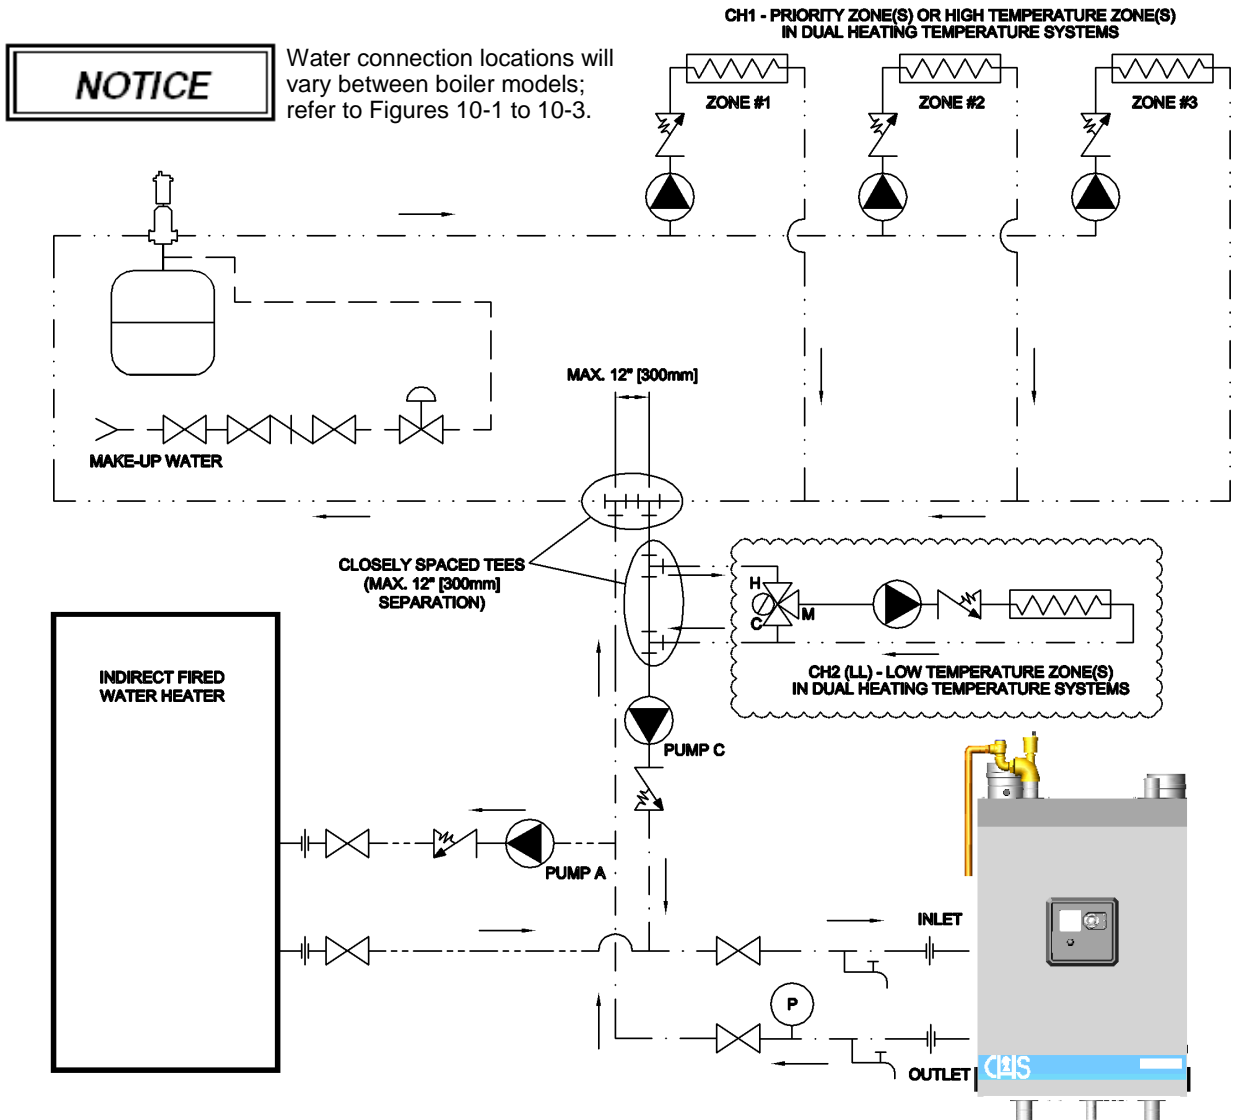 CH1 - PRIORITY ZONE(S) OR HIGH TEMPERATURE ZONE(S)
IN DUAL HEATING TEMPERATURE SYSTEMS
NOTICE
Water connection locations will
vary between boiler models;
refer to Figures 10-1 to 10-3.
ZONE #1
ZONE #2
ZONE #3
MAX. 12" [300mm]
MAKE-UP WATER
CLOSELY SPACED TEES
(MAX. 12" [300mm]
SEPARATION)
H
C
M
CH2 (LL) - LOW TEMPERATURE ZONE(S)
IN DUAL HEATING TEMPERATURE SYSTEMS
INDIRECT FIRED
WATER HEATER
PUMP C
PUMP A
INLET
P
OUTLET